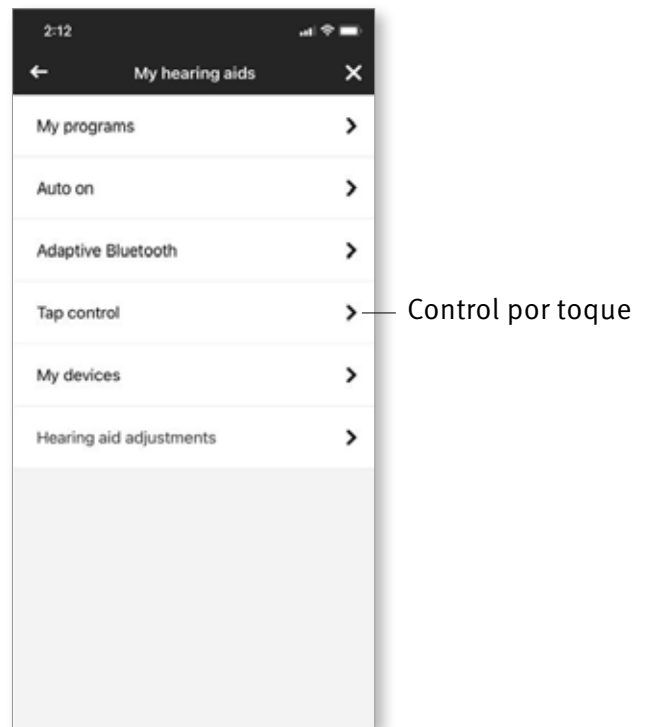 2:12
My hearing aids
My programs
Auto on
Adaptive Bluetooth
Tap control
Control por toque
My devices
Hearing aid adjustments